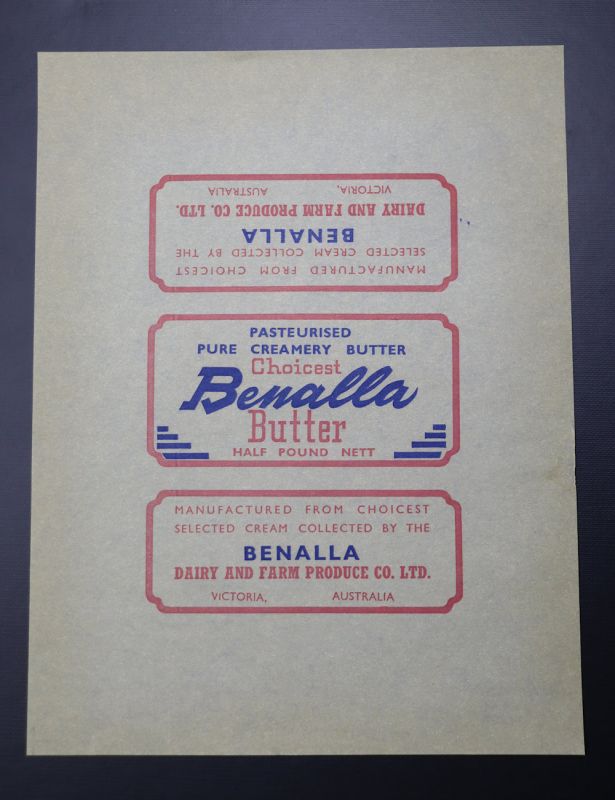 MANUFACTURED FROM CHOICEST
SELECTED CREAM COLLECTED BY THE
BENALLA
DAIRY AND FARM PRODUCE CO. LTD.
VICTORIA, AUSTRALIA
PASTEURISED
PURE CREAMERY BUTTER
Choicest
Benalla
Butter
HALF POUND NETT
MANUFACTURED FROM CHOICEST
SELECTED CREAM COLLECTED BY THE
BENALLA
DAIRY AND FARM PRODUCE CO. LTD.
VICTORIA, AUSTRALIA